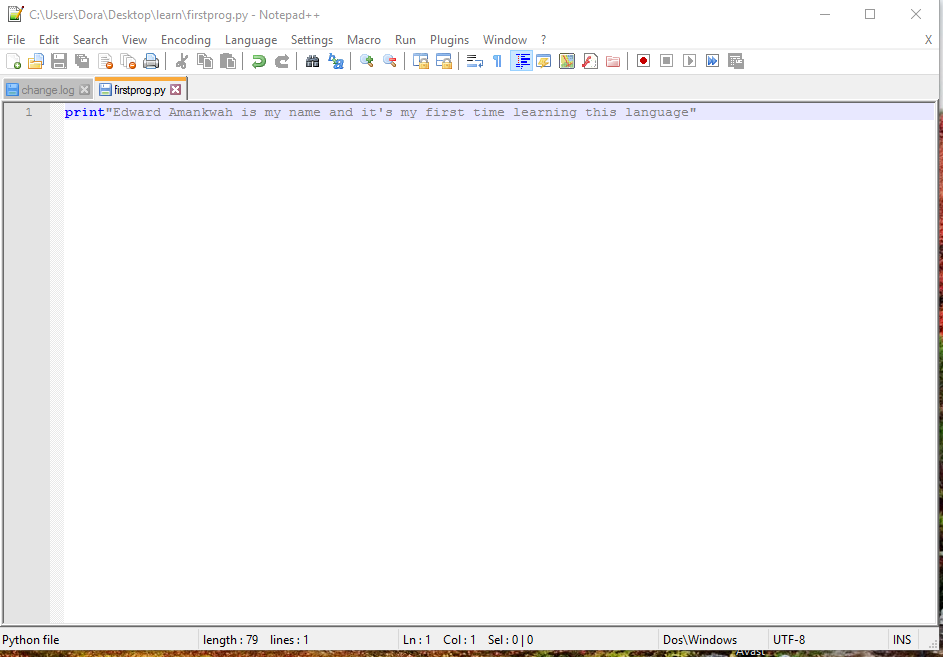 C:\Users\Dora\Desktop\learn\firstprog.py - Notepad++
File Edit Search View Encoding Language Settings Macro Run Plugins Window ? X
change.log firstprog.py
1 print"Edward Amankwah is my name and it's my first time learning this language"
Python file length : 79 lines : 1 Ln : 1 Col : 1 Sel : 0 | 0 Dos\Windows UTF-8 INS
Avast